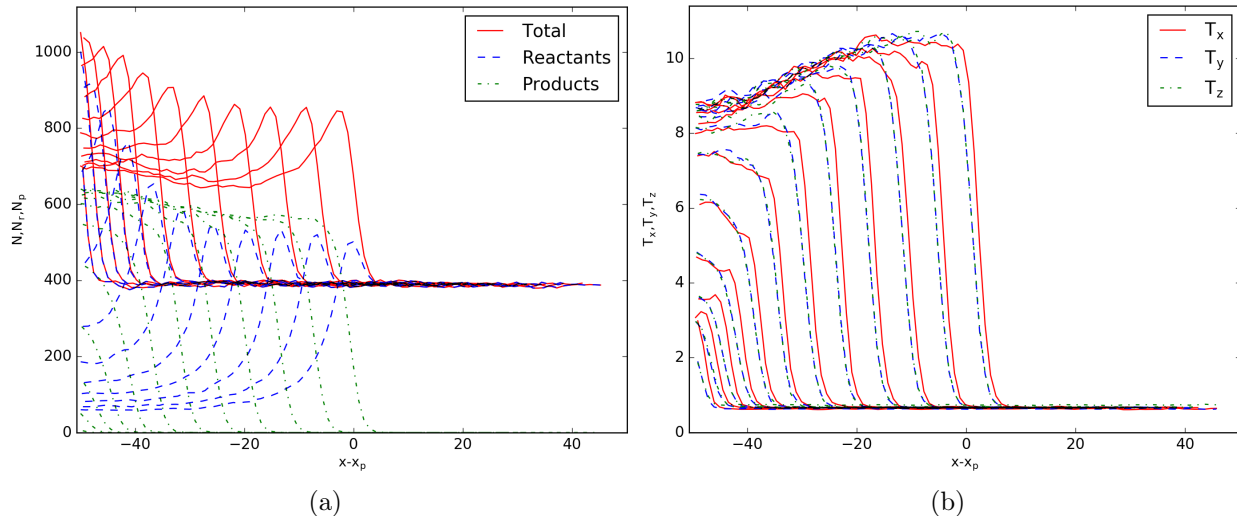 Total
Reactants
Products
1000
800
600
400
200
0
N,N_r,N_p
−40
−20
0
20
40
x-x_p
(a)
T_x
T_y
T_z
10
8
6
4
2
0
T_x,T_y,T_z
−40
−20
0
20
40
x-x_p
(b)